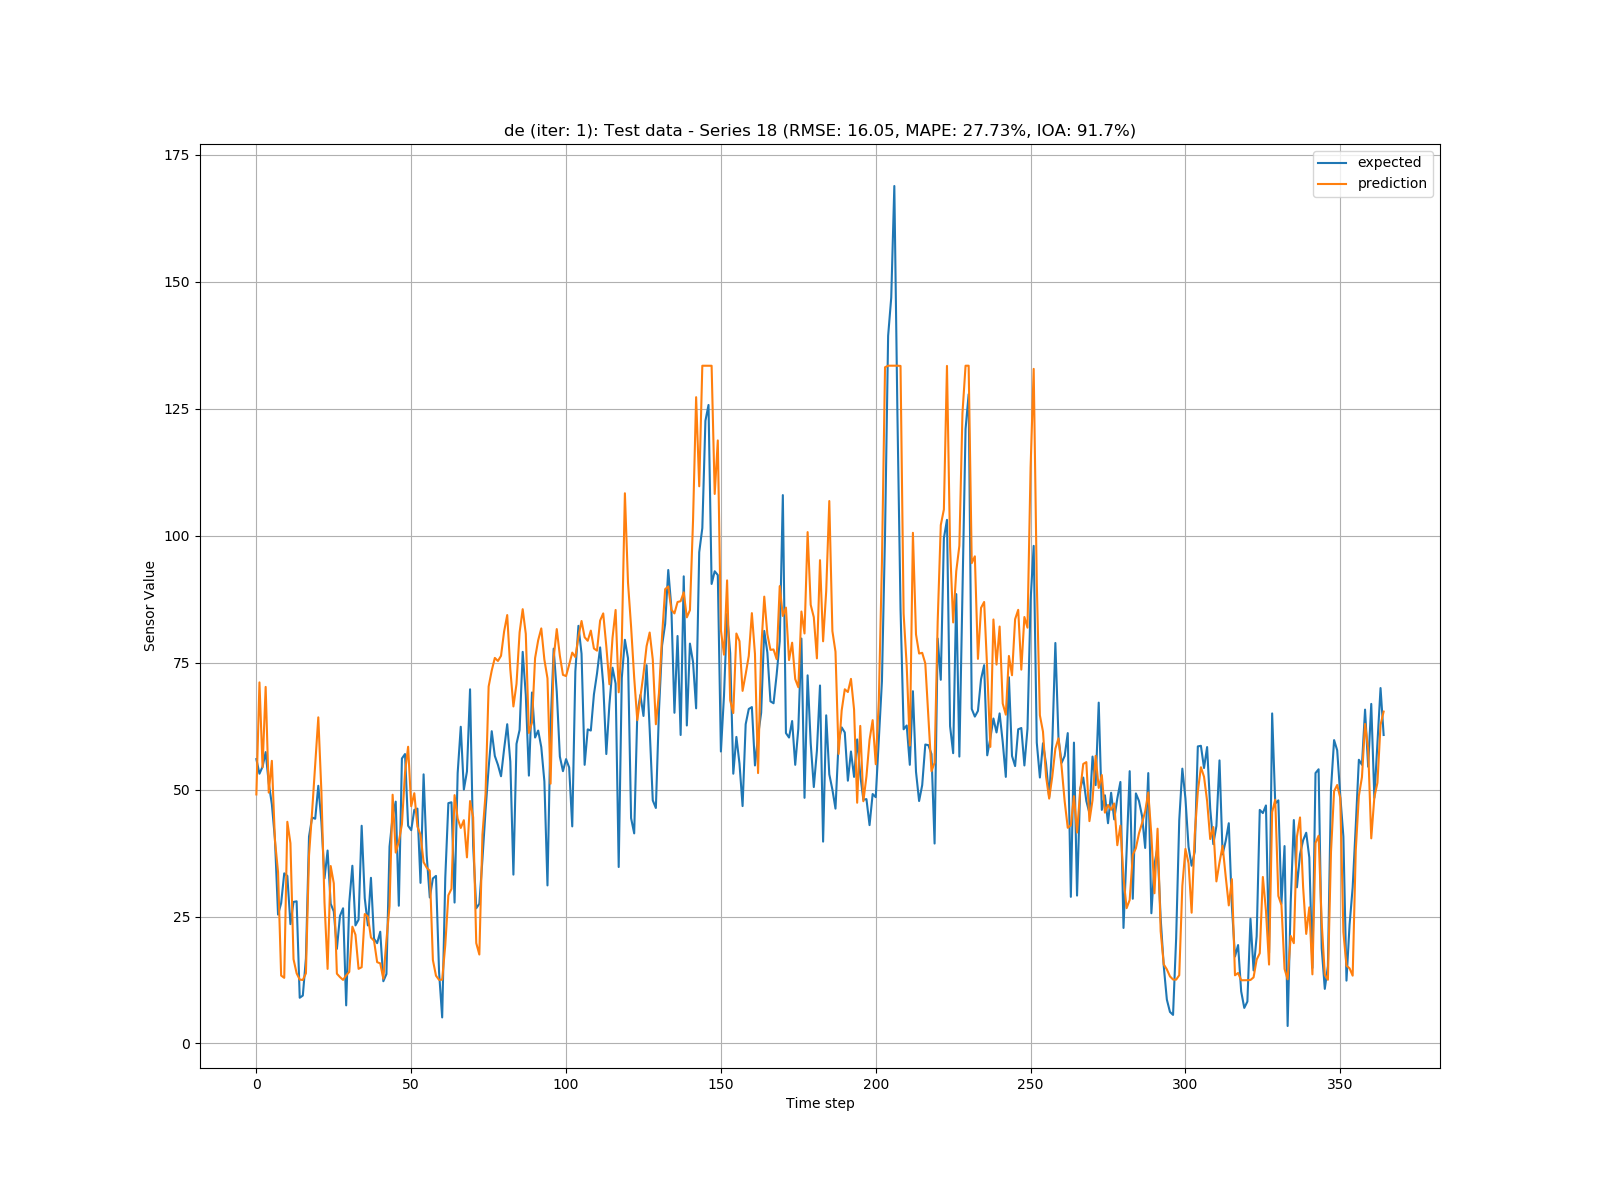 de (iter: 1): Test data - Series 18 (RMSE: 16.05, MAPE: 27.73%, IOA: 91.7%)
expected
prediction
175
150
125
100
75
50
25
0
Sensor Value
0 50 100 150 200 250 300 350
Time step